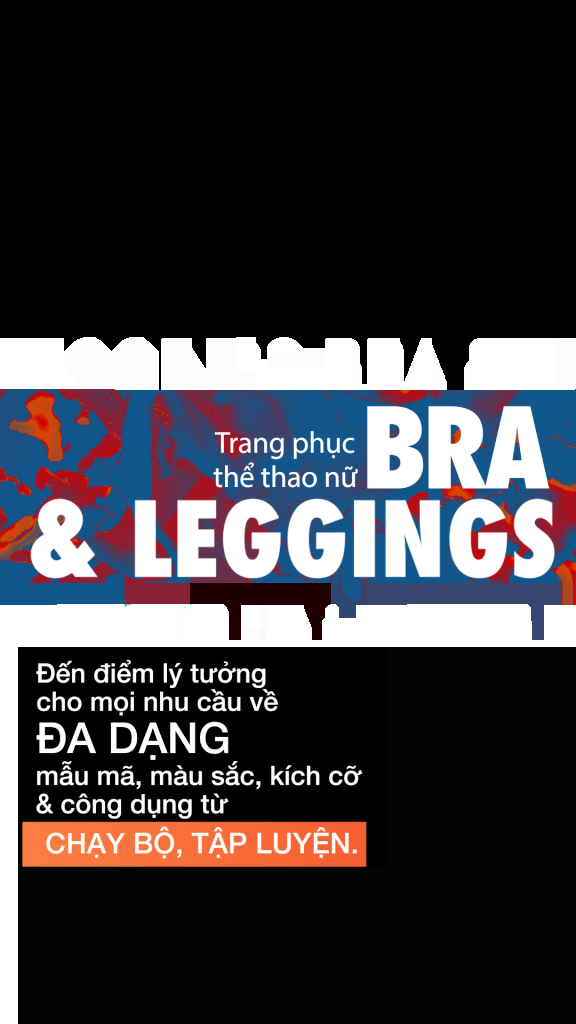 Trang phục
thể thao nữ
BRA
& LEGGINGS
Đến điểm lý tưởng
cho mọi nhu cầu về
ĐA DẠNG
mẫu mã, màu sắc, kích cỡ
& công dụng từ
CHẠY BỘ, TẬP LUYỆN.